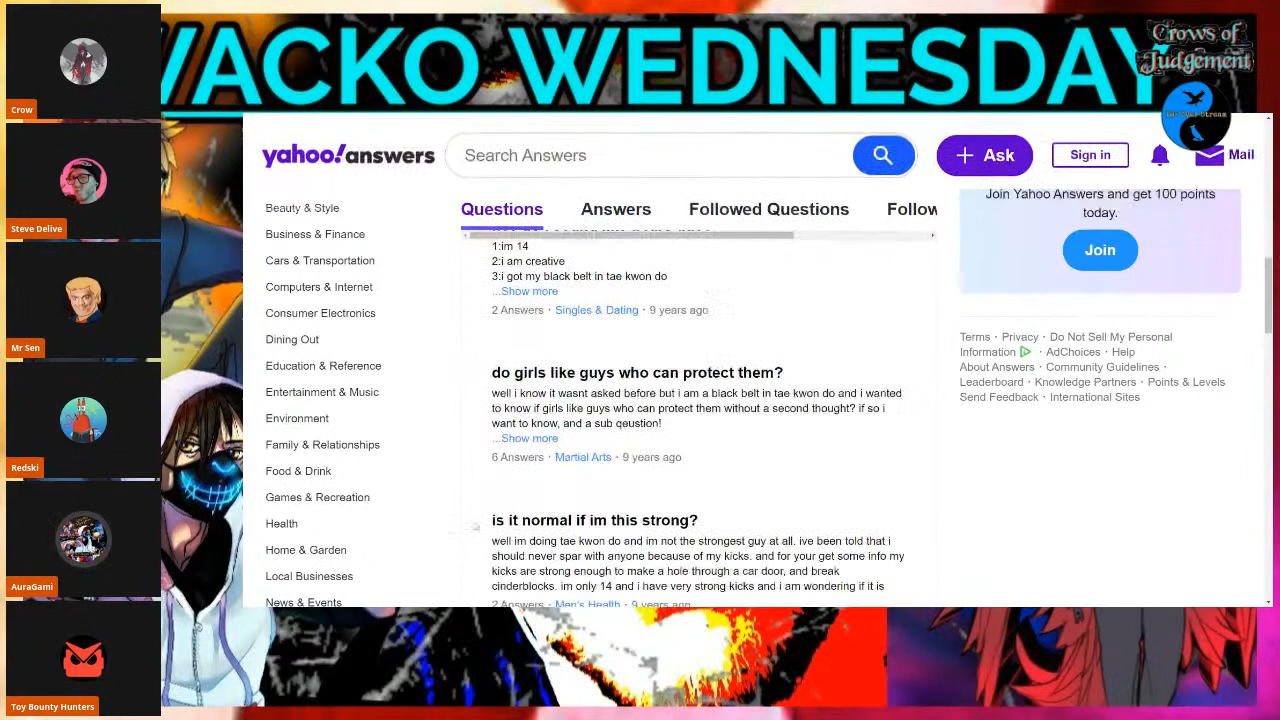 WACKO WEDNESDAY
Crows of
Judgement
Crow
Steve Delive
Mr Sen
Redski
AuraGami
Toy Bounty Hunters
yahoo!answers
Search Answers
+ Ask
Sign in
Mail
Beauty & Style
Business & Finance
Cars & Transportation
Computers & Internet
Consumer Electronics
Dining Out
Education & Reference
Entertainment & Music
Environment
Family & Relationships
Food & Drink
Games & Recreation
Health
Home & Garden
Local Businesses
News & Events
Questions Answers Followed Questions Follow
1:im 14
2:i am creative
3:i got my black belt in tae kwon do
...Show more
2 Answers · Singles & Dating · 9 years ago
do girls like guys who can protect them?
well i know it wasnt asked before but i am a black belt in tae kwon do and i wanted
to know if girls like guys who can protect them without a second thought? if so i
want to know, and a sub qeustion!
...Show more
6 Answers · Martial Arts · 9 years ago
is it normal if im this strong?
well im doing tae kwon do and im not the strongest guy at all. ive been told that i
should never spar with anyone because of my kicks. and for your get some info my
kicks are strong enough to make a hole through a car door, and break
cinderblocks. im only 14 and i have very strong kicks and i am wondering if it is
2 Answers · Men's Health · 9 years ago
Join Yahoo Answers and get 100 points
today.
Join
Terms · Privacy · Do Not Sell My Personal
Information · AdChoices · Help
About Answers · Community Guidelines ·
Leaderboard · Knowledge Partners · Points & Levels
Send Feedback · International Sites